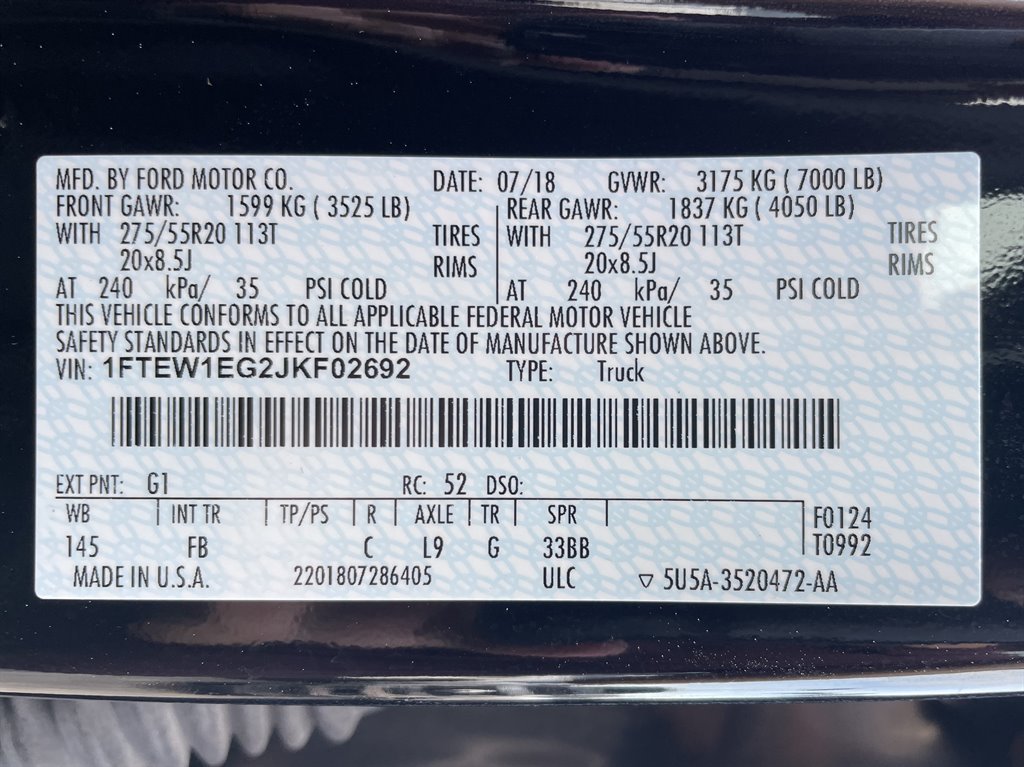 MFD. BY FORD MOTOR CO. DATE: 07/18 GVWR: 3175 KG ( 7000 LB)
FRONT GAWR: 1599 KG ( 3525 LB) REAR GAWR: 1837 KG ( 4050 LB)
WITH 275/55R20 113T TIRES WITH 275/55R20 113T TIRES
20x8.5J RIMS 20x8.5J RIMS
AT 240 kPa/ 35 PSI COLD AT 240 kPa/ 35 PSI COLD
THIS VEHICLE CONFORMS TO ALL APPLICABLE FEDERAL MOTOR VEHICLE
SAFETY STANDARDS IN EFFECT ON THE DATE OF MANUFACTURE SHOWN ABOVE.
VIN: 1FTEW1EG2JKF02692 TYPE: Truck
EXT PNT: G1 RC: 52 DSO:
WB INT TR TP/PS R AXLE TR SPR F0124
145 FB C L9 G 33BB T0992
MADE IN U.S.A. 2201807286405 ULC ▽ 5U5A-3520472-AA